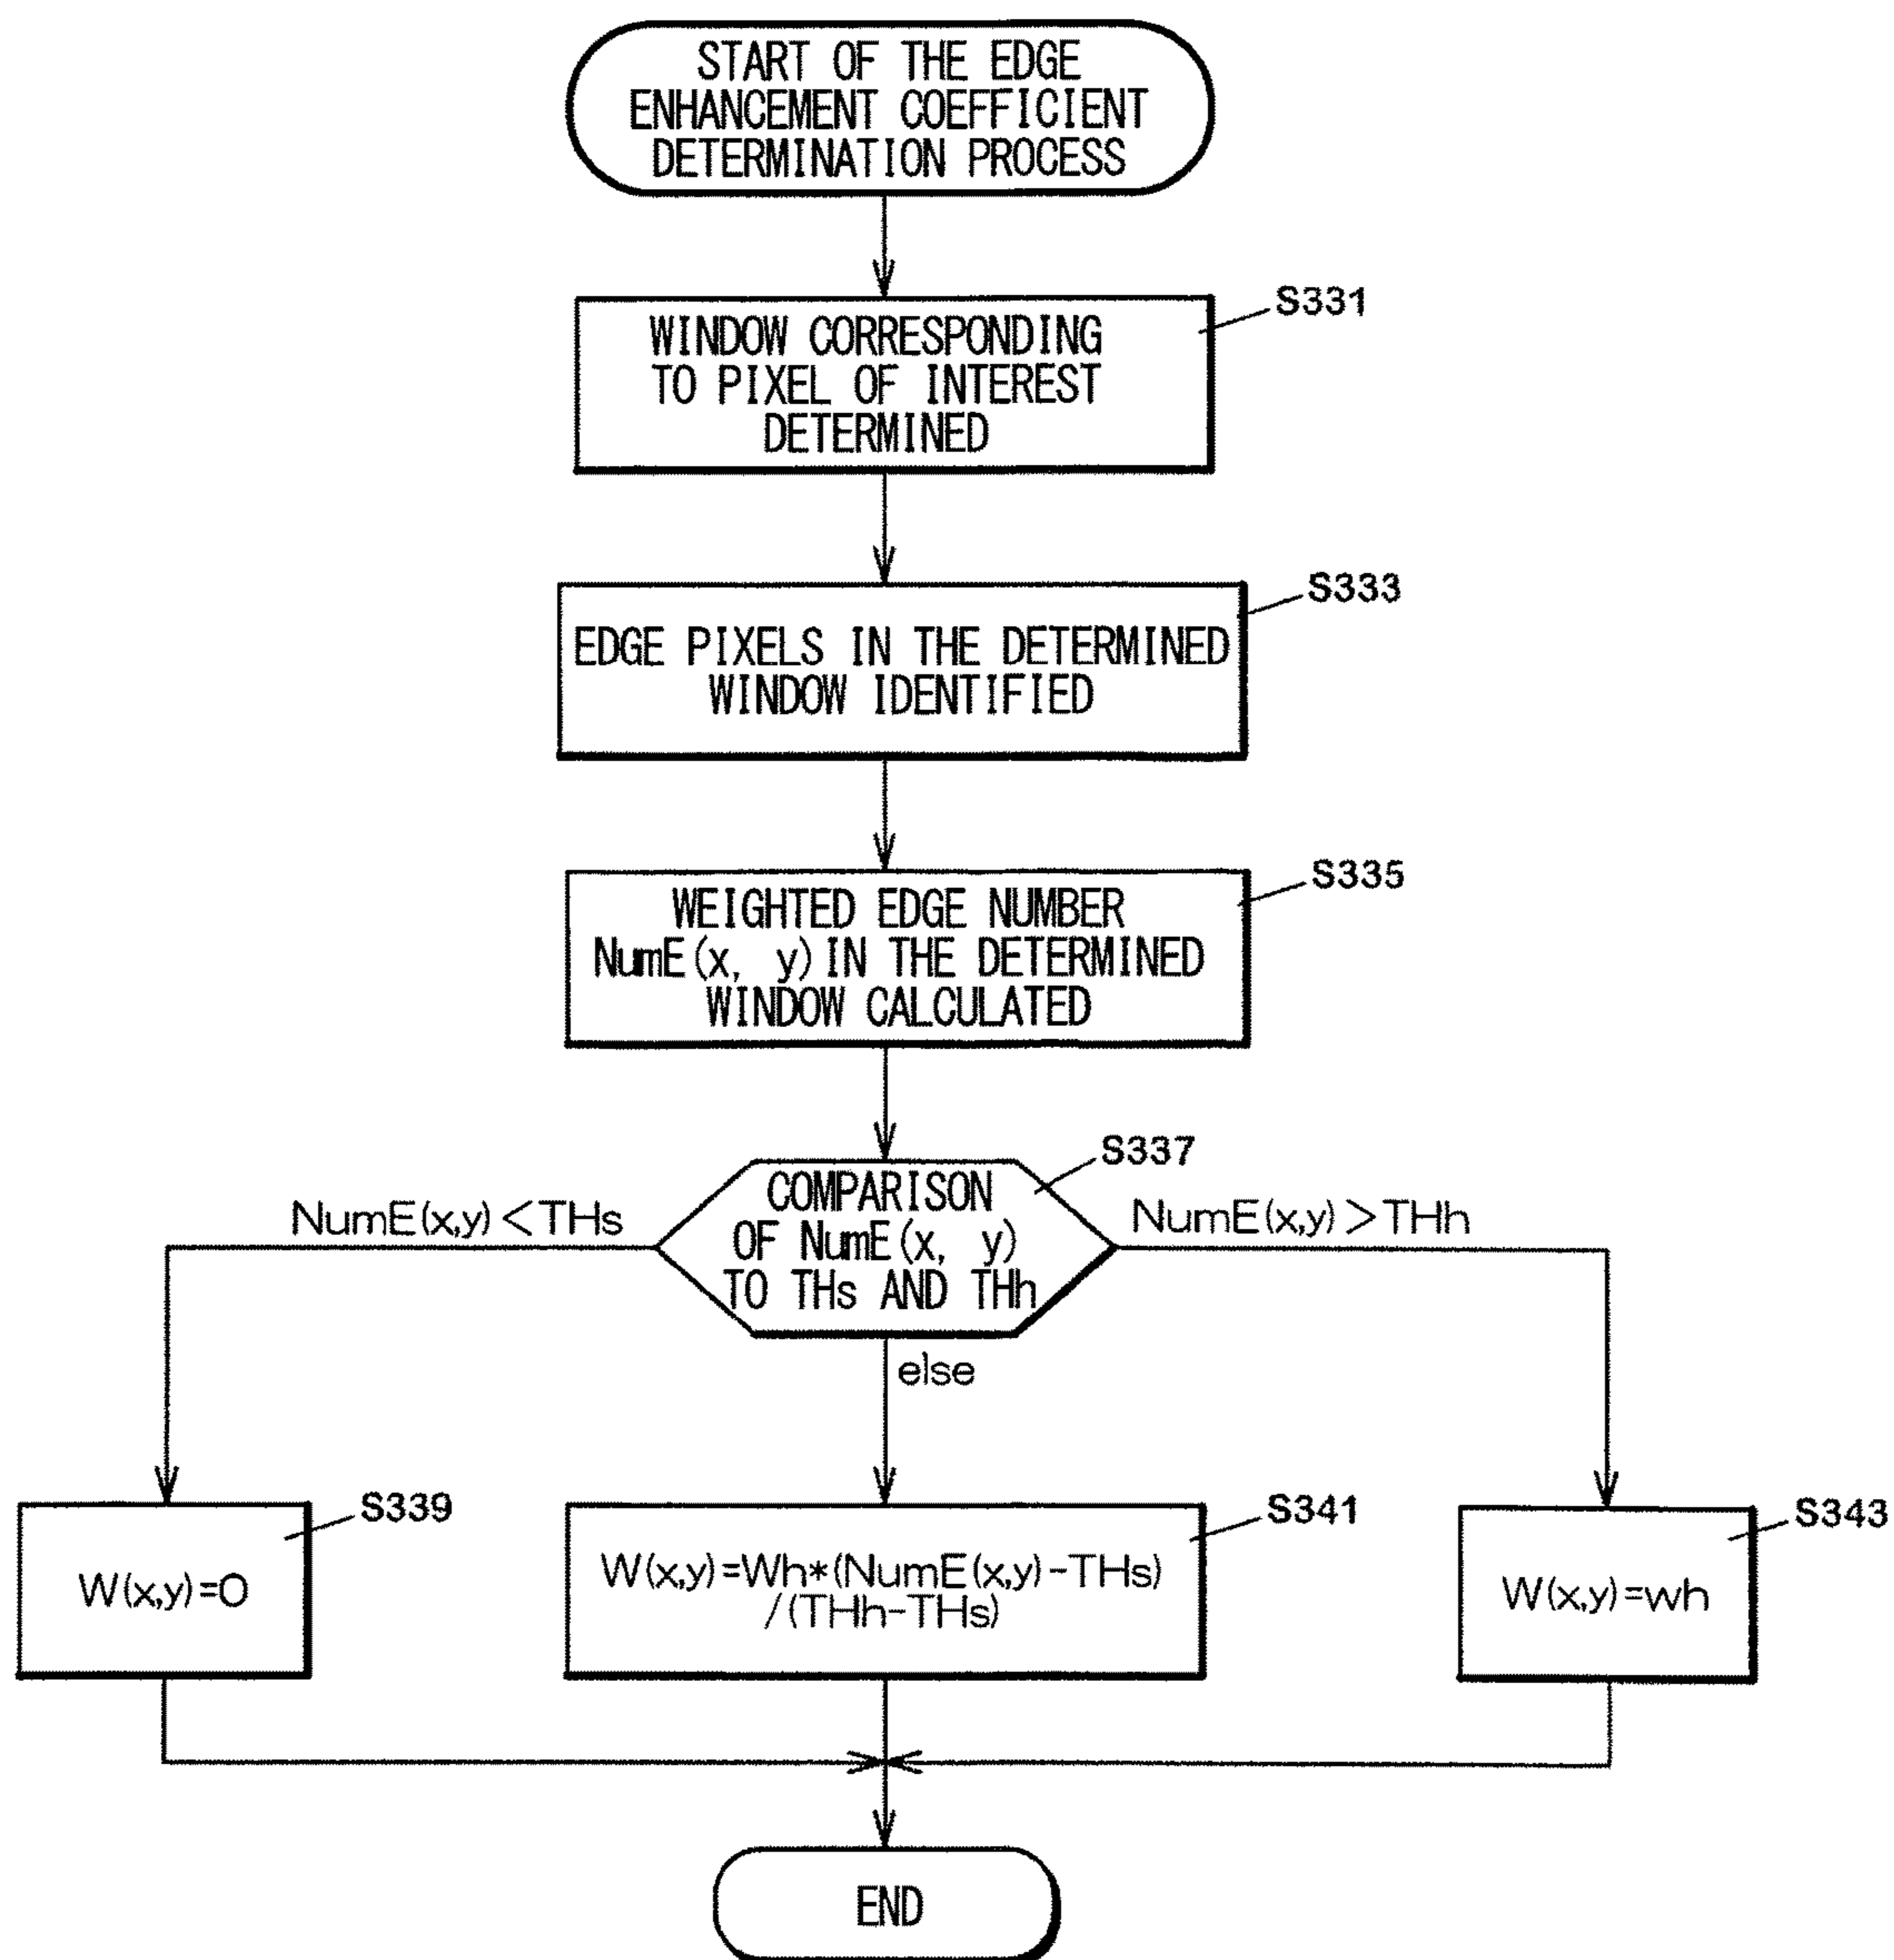 START OF THE EDGE
ENHANCEMENT COEFFICIENT
DETERMINATION PROCESS
S331
WINDOW CORRESPONDING
TO PIXEL OF INTEREST
DETERMINED
S333
EDGE PIXELS IN THE DETERMINED
WINDOW IDENTIFIED
S335
WEIGHTED EDGE NUMBER
NumE(x, y) IN THE DETERMINED
WINDOW CALCULATED
S337
COMPARISON
OF NumE(x, y)
TO THs AND THh
NumE(x,y)<THs
NumE(x,y)>THh
else
S339
W(x,y)=0
S341
W(x,y)=Wh*(NumE(x,y)-THs)
/(THh-THs)
S343
W(x,y)=wh
END